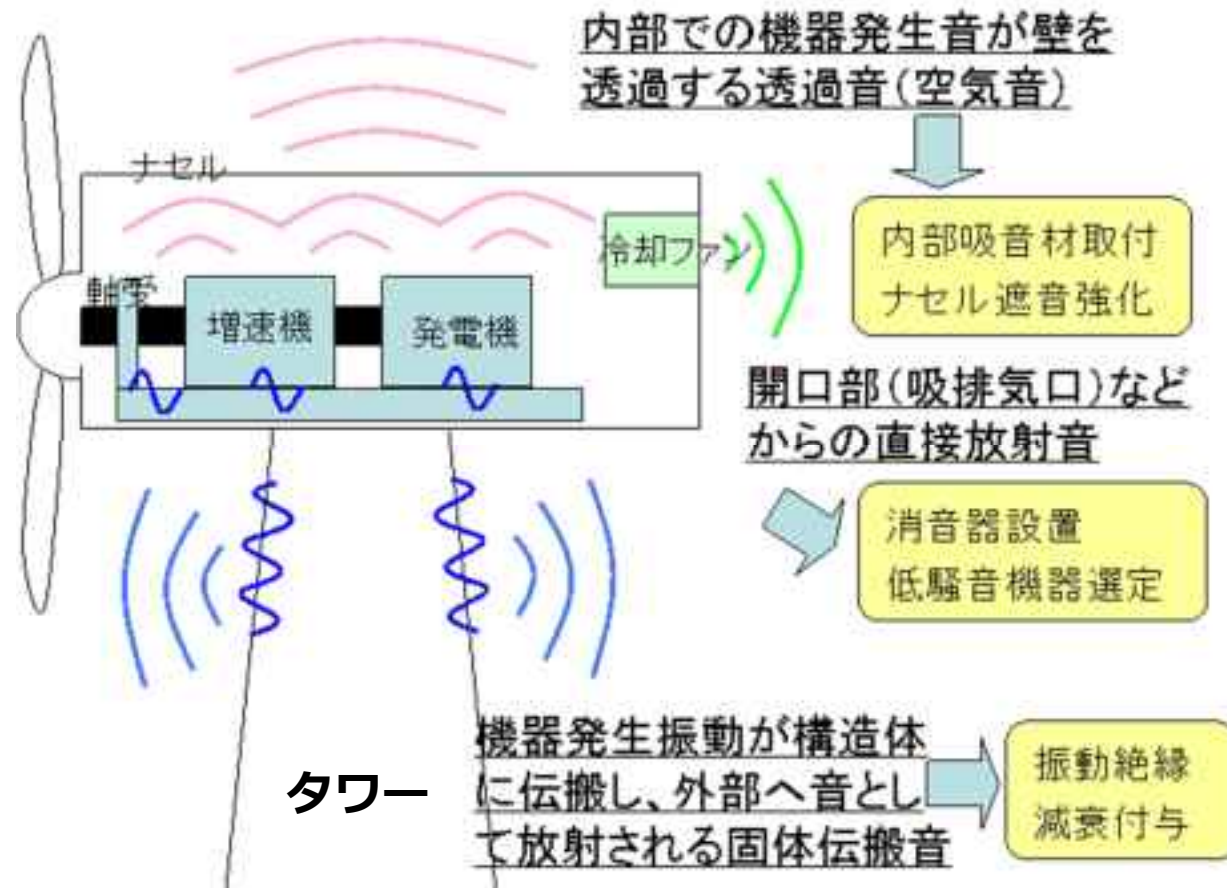 内部での機器発生音が壁を
透過する透過音(空気音)
ナセル
冷却ファン
内部吸音材取付
ナセル遮音強化
軸受
増速機
発電機
開口部(吸排気口)など
からの直接放射音
消音器設置
低騒音機器選定
機器発生振動が構造体
に伝搬し、外部へ音とし
て放射される固体伝搬音
タワー
振動絶縁
減衰付与